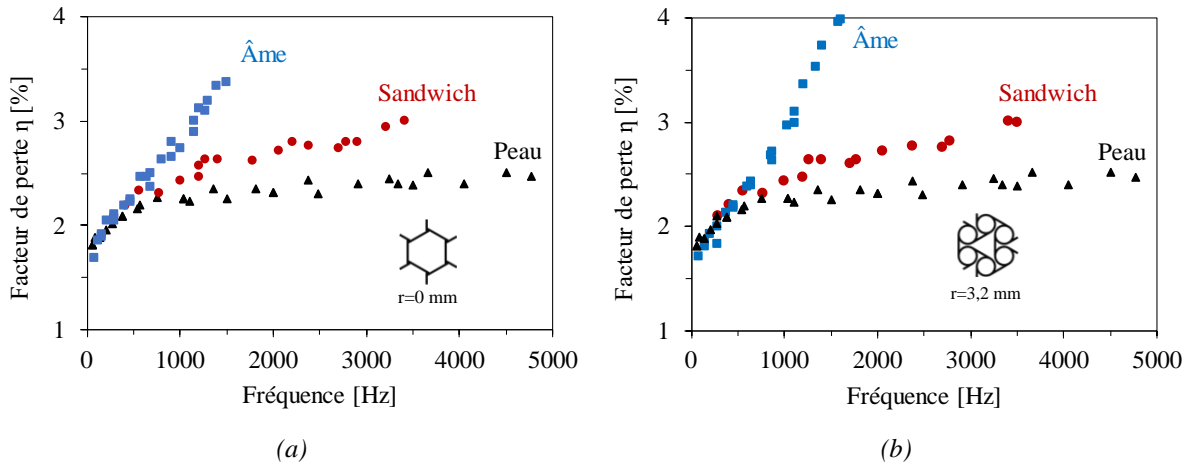 4
3
2
1
Facteur de perte η [%]
Âme
Sandwich
Peau
r=0 mm
0
1000
2000
3000
4000
5000
Fréquence [Hz]
(a)
4
3
2
1
Facteur de perte η [%]
Âme
Sandwich
Peau
r=3,2 mm
0
1000
2000
3000
4000
5000
Fréquence [Hz]
(b)